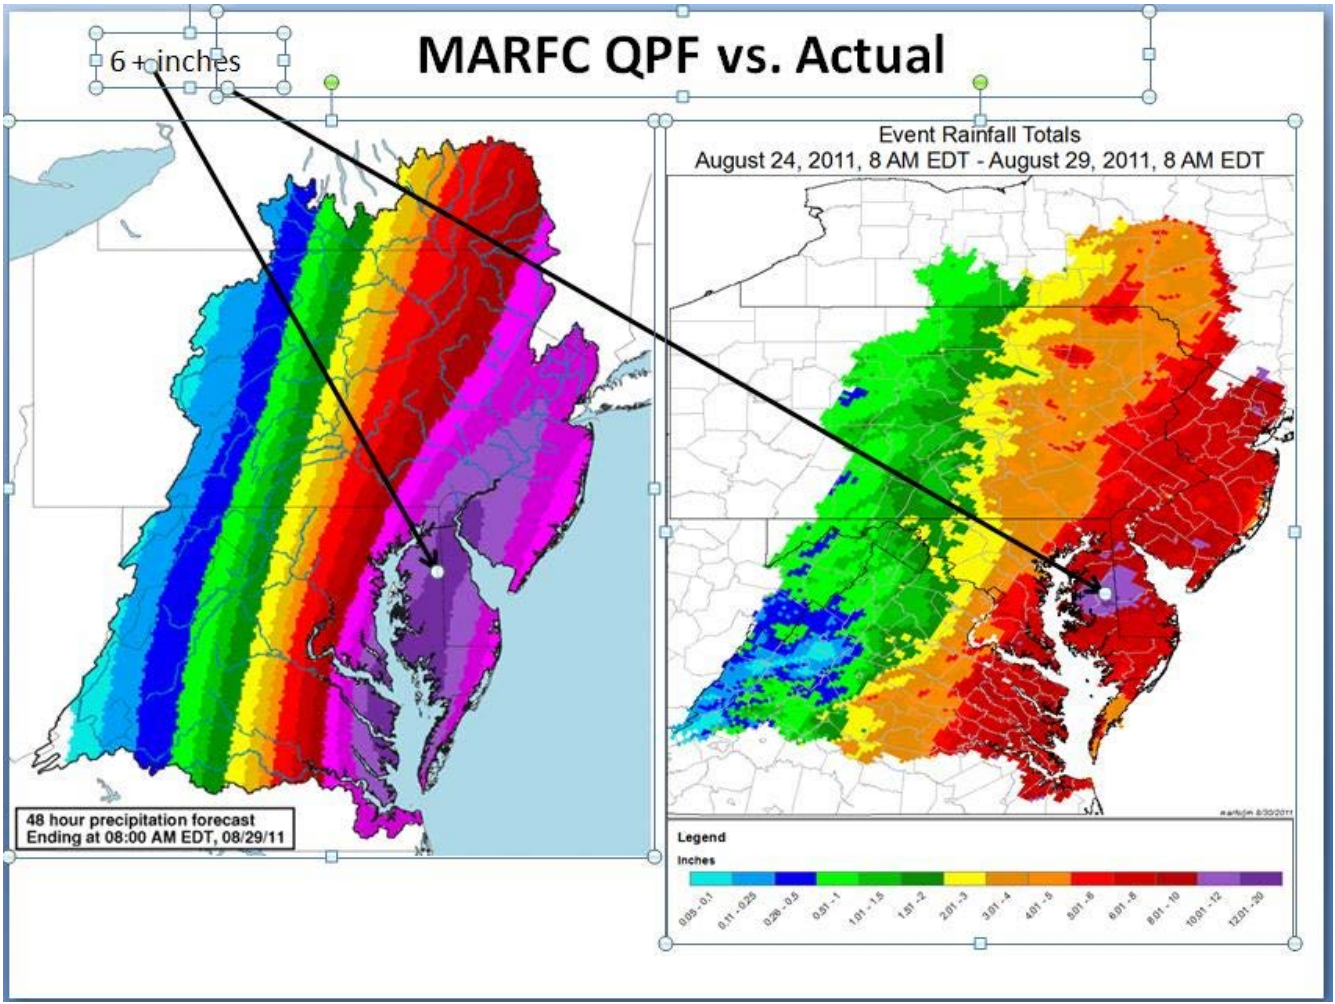 6 + inches
MARFC QPF vs. Actual
48 hour precipitation forecast
Ending at 08:00 AM EDT, 08/29/11
Event Rainfall Totals
August 24, 2011, 8 AM EDT - August 29, 2011, 8 AM EDT
Legend
Inches
0.05 - 0.1
0.11 - 0.25
0.26 - 0.5
0.51 - 1
1.01 - 1.5
1.51 - 2
2.01 - 3
3.01 - 4
4.01 - 5
5.01 - 6
6.01 - 8
8.01 - 10
10.01 - 12
12.01 - 20